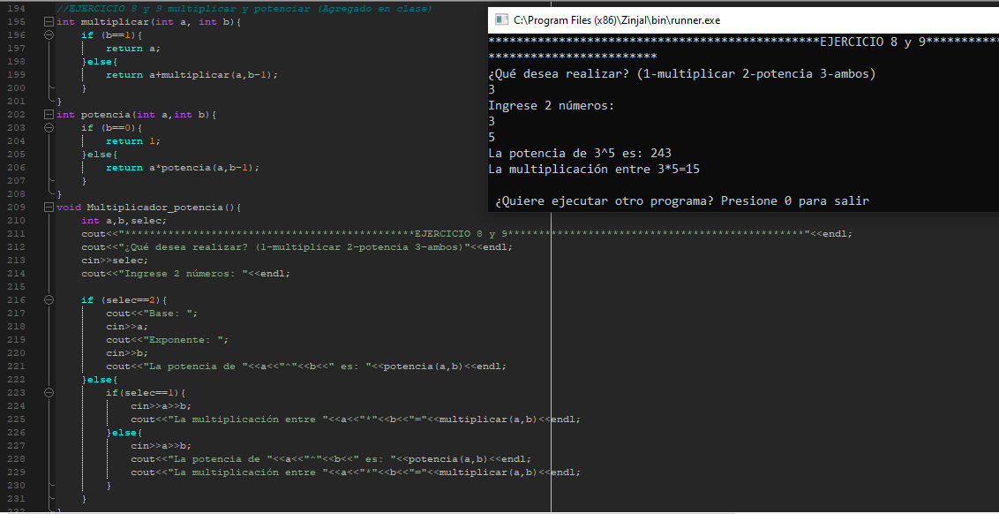 194 //EJERCICIO 8 y 9 multiplicar y potenciar (Agregado en clase)
195 int multiplicar(int a, int b){
196 if (b==1){
197 return a;
198 }else{
199 return a+multiplicar(a,b-1);
200 }
201 }
202 int potencia(int a,int b){
203 if (b==0){
204 return 1;
205 }else{
206 return a*potencia(a,b-1);
207 }
208 }
209 void Multiplicador_potencia(){
210 int a,b,selec;
211 cout<<"***********************************************EJERCICIO 8 y 9************************************************"<<endl;
212 cout<<"¿Qué desea realizar? (1-multiplicar 2-potencia 3-ambos)"<<endl;
213 cin>>selec;
214 cout<<"Ingrese 2 números: "<<endl;
215
216 if (selec==2){
217 cout<<"Base: ";
218 cin>>a;
219 cout<<"Exponente: ";
220 cin>>b;
221 cout<<"La potencia de "<<a<<"^"<<b<<" es: "<<potencia(a,b)<<endl;
222 }else{
223 if(selec==1){
224 cin>>a>>b;
225 cout<<"La multiplicación entre "<<a<<"*"<<b<<"="<<multiplicar(a,b)<<endl;
226 }else{
227 cin>>a>>b;
228 cout<<"La potencia de "<<a<<"^"<<b<<" es: "<<potencia(a,b)<<endl;
229 cout<<"La multiplicación entre "<<a<<"*"<<b<<"="<<multiplicar(a,b)<<endl;
230 }
231 }
232 }
C:\Program Files (x86)\Zinjal\bin\runner.exe
***********************************************EJERCICIO 8 y 9**********
************************
¿Qué desea realizar? (1-multiplicar 2-potencia 3-ambos)
3
Ingrese 2 números:
3
5
La potencia de 3^5 es: 243
La multiplicación entre 3*5=15
¿Quiere ejecutar otro programa? Presione 0 para salir